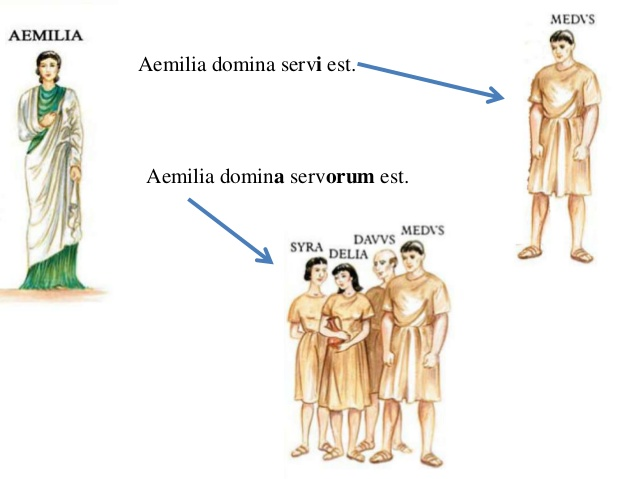 AEMILIA
MEDVS
Aemilia domina servi est.
Aemilia domina servorum est.
SYRA
DELIA
DAVVS
MEDVS